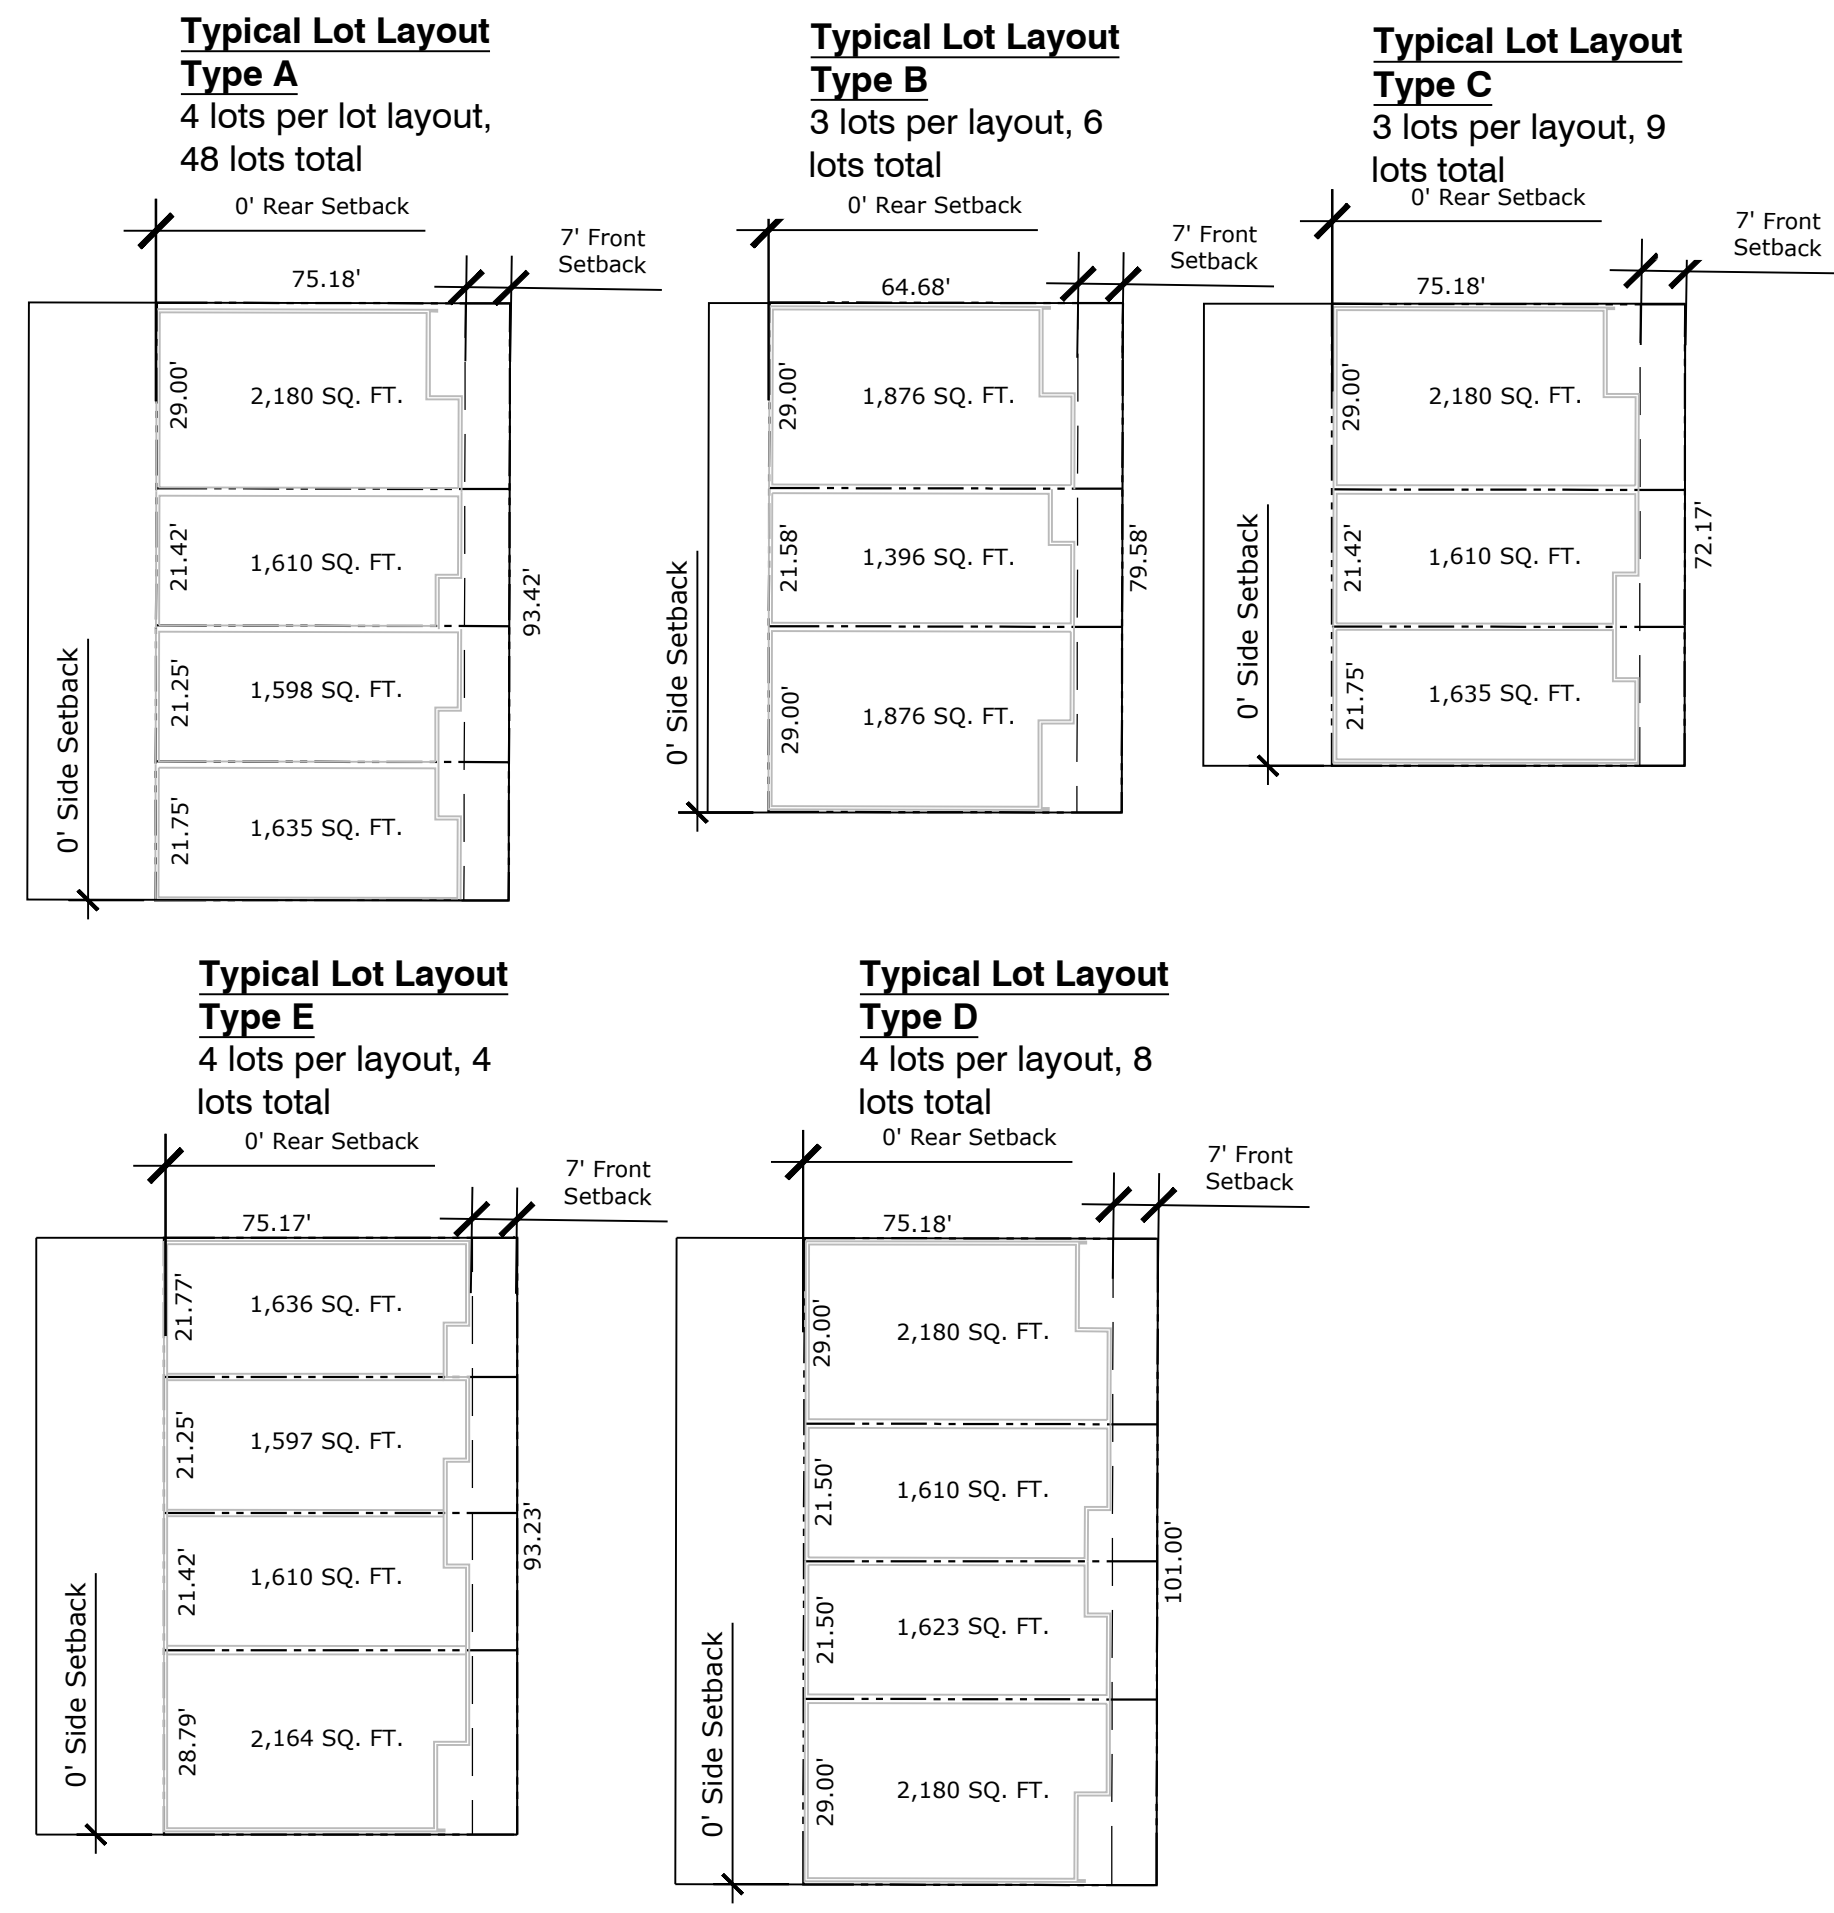 Typical Lot Layout
Type A
4 lots per lot layout,
48 lots total
0' Rear Setback
7' Front
Setback
75.18'
29.00'
2,180 SQ. FT.
21.42'
1,610 SQ. FT.
93.42'
21.25'
1,598 SQ. FT.
0' Side Setback
21.75'
1,635 SQ. FT.
Typical Lot Layout
Type B
3 lots per layout, 6
lots total
0' Rear Setback
7' Front
Setback
64.68'
29.00'
1,876 SQ. FT.
21.58'
1,396 SQ. FT.
79.58'
0' Side Setback
29.00'
1,876 SQ. FT.
Typical Lot Layout
Type C
3 lots per layout, 9
lots total
0' Rear Setback
7' Front
Setback
75.18'
29.00'
2,180 SQ. FT.
21.42'
1,610 SQ. FT.
72.17'
0' Side Setback
21.75'
1,635 SQ. FT.
Typical Lot Layout
Type E
4 lots per layout, 4
lots total
0' Rear Setback
7' Front
Setback
75.17'
21.77'
1,636 SQ. FT.
21.25'
1,597 SQ. FT.
93.23'
21.42'
1,610 SQ. FT.
0' Side Setback
28.79'
2,164 SQ. FT.
Typical Lot Layout
Type D
4 lots per layout, 8
lots total
0' Rear Setback
7' Front
Setback
75.18'
29.00'
2,180 SQ. FT.
21.50'
1,610 SQ. FT.
101.00'
21.50'
1,623 SQ. FT.
0' Side Setback
29.00'
2,180 SQ. FT.